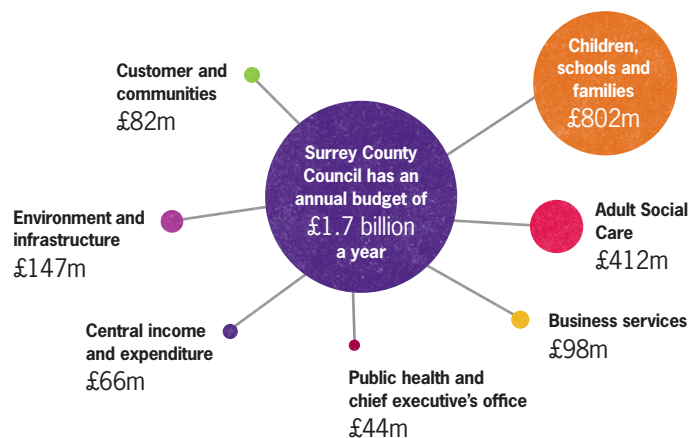 Children,
schools and
families
£802m
Customer and
communities
£82m
Surrey County
Council has an
annual budget of
£1.7 billion
a year
Adult Social
Care
£412m
Environment and
infrastructure
£147m
Business services
£98m
Central income
and expenditure
£66m
Public health and
chief executive's office
£44m